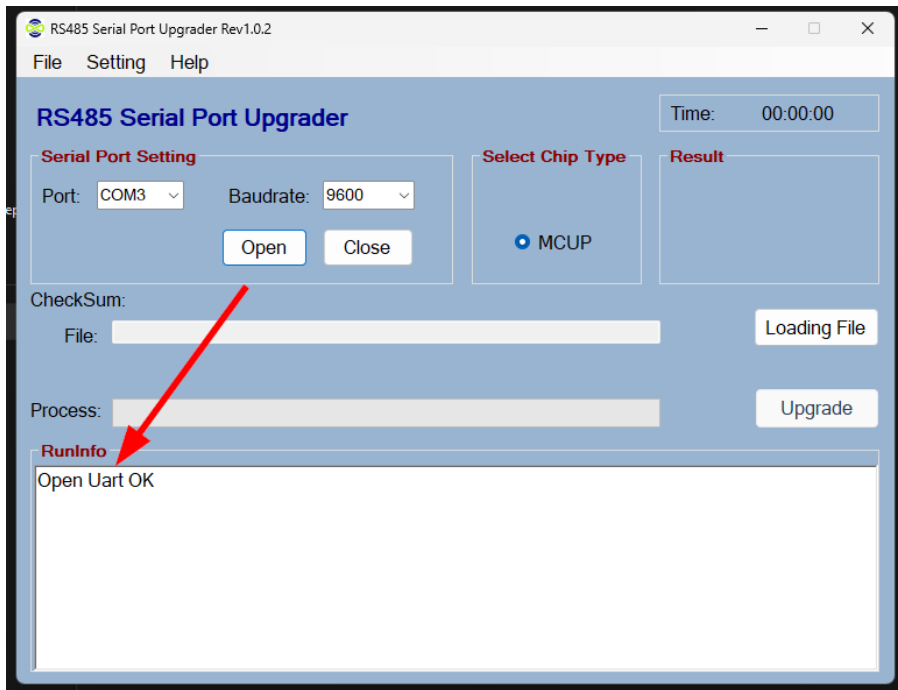 RS485 Serial Port Upgrader Rev1.0.2
File Setting Help
RS485 Serial Port Upgrader
Time: 00:00:00
Serial Port Setting
Port: COM3 Baudrate: 9600
Open Close
Select Chip Type
MCUP
Result
CheckSum:
File:
Loading File
Process:
Upgrade
RunInfo
Open Uart OK